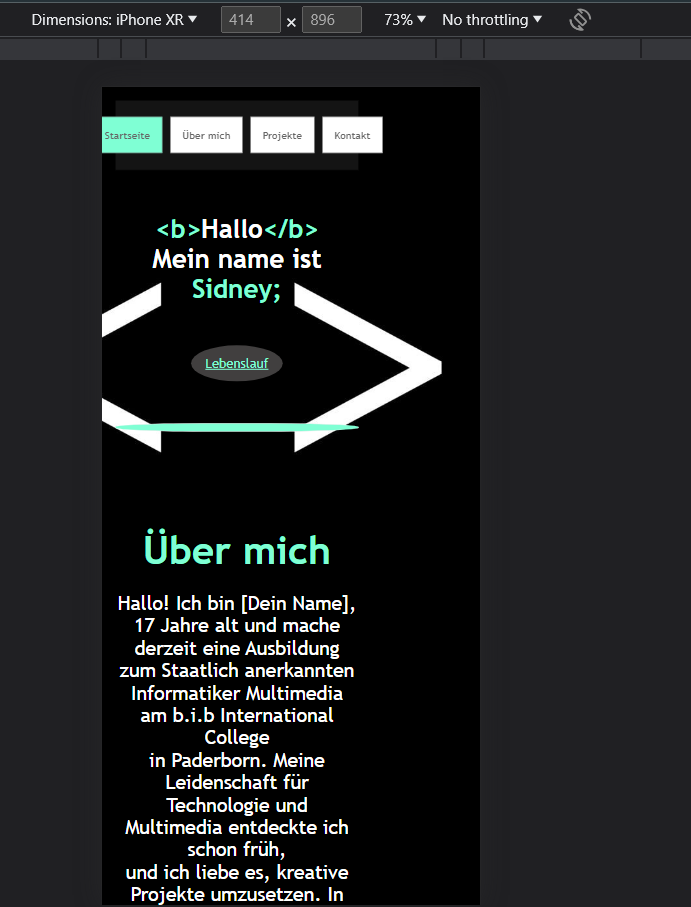 Dimensions: iPhone XR ▼ 414 × 896 73% ▼ No throttling ▼
Startseite Über mich Projekte Kontakt
<b>Hallo</b>
Mein name ist
Sidney;
Lebenslauf
Über mich
Hallo! Ich bin [Dein Name],
17 Jahre alt und mache
derzeit eine Ausbildung
zum Staatlich anerkannten
Informatiker Multimedia
am b.i.b International
College
in Paderborn. Meine
Leidenschaft für
Technologie und
Multimedia entdeckte ich
schon früh,
und ich liebe es, kreative
Projekte umzusetzen. In